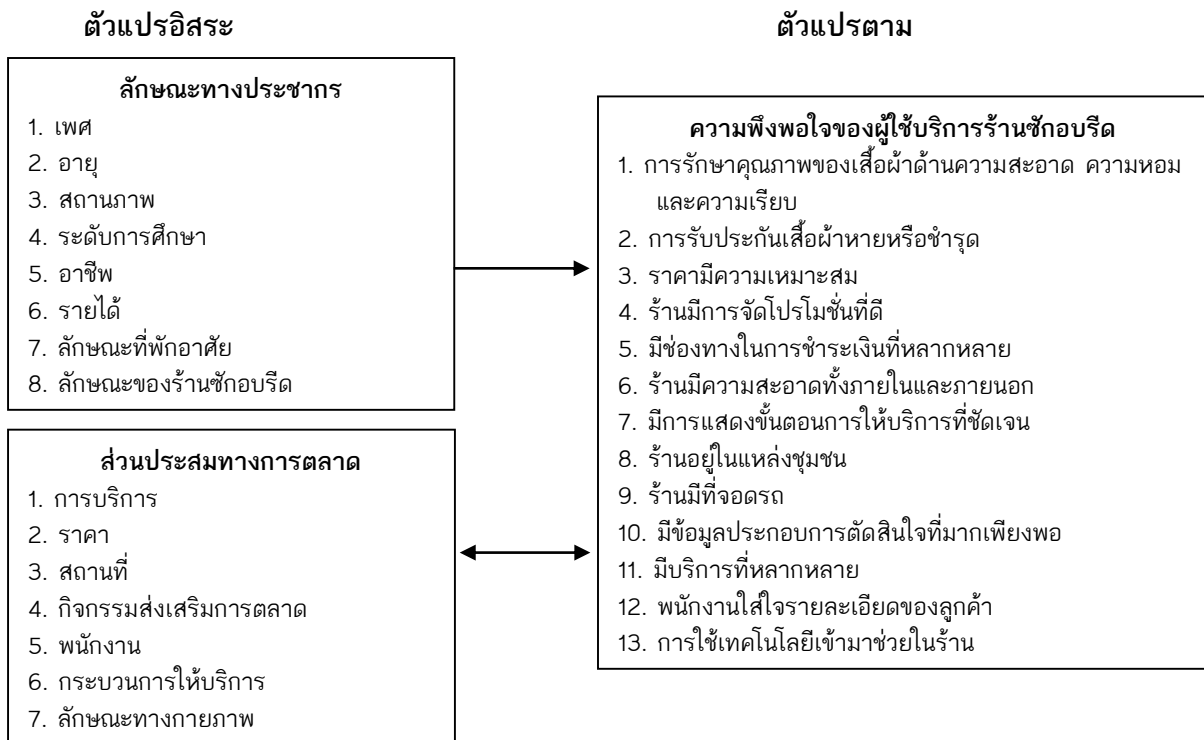 ตัวแปรอิสระ
ตัวแปรตาม
ลักษณะทางประชากร
1. เพศ
2. อายุ
3. สถานภาพ
4. ระดับการศึกษา
5. อาชีพ
6. รายได้
7. ลักษณะที่พักอาศัย
8. ลักษณะของร้านซักอบรีด
ส่วนประสมทางการตลาด
1. การบริการ
2. ราคา
3. สถานที่
4. กิจกรรมส่งเสริมการตลาด
5. พนักงาน
6. กระบวนการให้บริการ
7. ลักษณะทางกายภาพ
ความพึงพอใจของผู้ใช้บริการร้านซักอบรีด
1. การรักษาคุณภาพของเสื้อผ้าด้านความสะอาด ความหอม
และความเรียบ
2. การรับประกันเสื้อผ้าหายหรือชำรุด
3. ราคามีความเหมาะสม
4. ร้านมีการจัดโปรโมชั่นที่ดี
5. มีช่องทางในการชำระเงินที่หลากหลาย
6. ร้านมีความสะอาดทั้งภายในและภายนอก
7. มีการแสดงขั้นตอนการให้บริการที่ชัดเจน
8. ร้านอยู่ในแหล่งชุมชน
9. ร้านมีที่จอดรถ
10. มีข้อมูลประกอบการตัดสินใจที่มากเพียงพอ
11. มีบริการที่หลากหลาย
12. พนักงานใส่ใจรายละเอียดของลูกค้า
13. การใช้เทคโนโลยีเข้ามาช่วยในร้าน